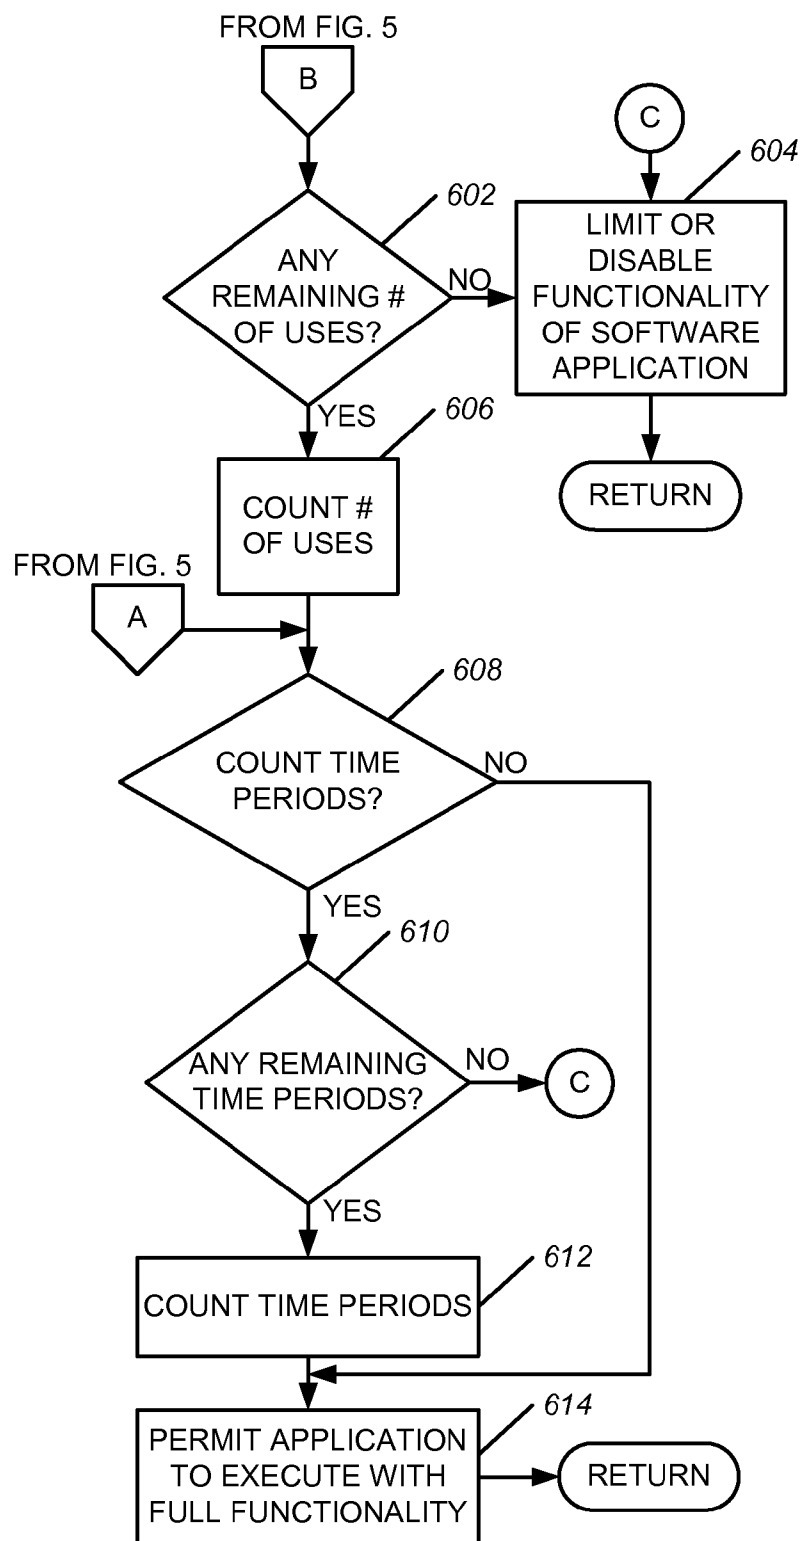 FROM FIG. 5
B
C
604
602
ANY
REMAINING #
OF USES?
NO
LIMIT OR
DISABLE
FUNCTIONALITY
OF SOFTWARE
APPLICATION
YES
606
RETURN
COUNT #
OF USES
FROM FIG. 5
A
608
COUNT TIME
PERIODS?
NO
YES
610
ANY REMAINING
TIME PERIODS?
NO
C
YES
612
COUNT TIME PERIODS
614
PERMIT APPLICATION
TO EXECUTE WITH
FULL FUNCTIONALITY
RETURN